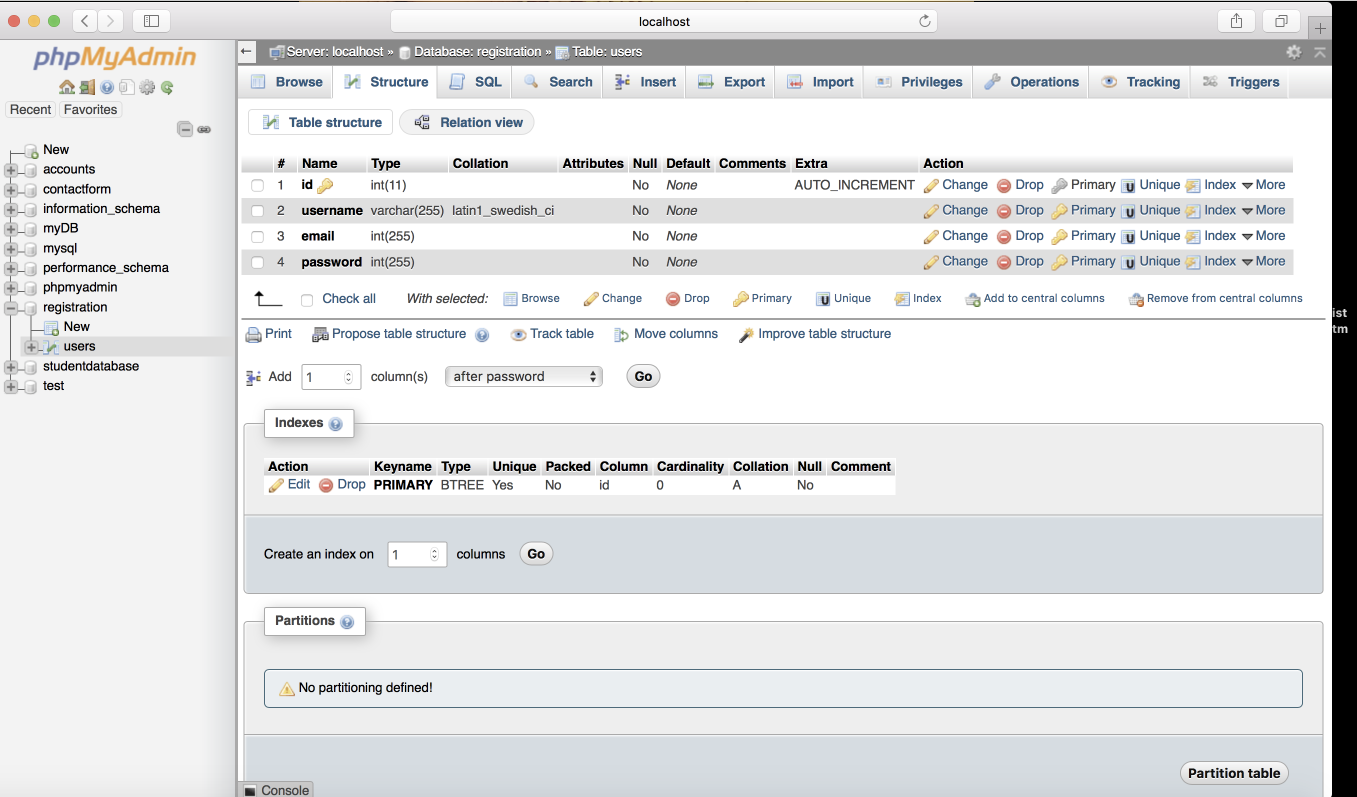 localhost
phpMyAdmin
Recent Favorites
New
accounts
contactform
information_schema
myDB
mysql
performance_schema
phpmyadmin
registration
New
users
studentdatabase
test
Server: localhost » Database: registration » Table: users
Browse Structure SQL Search Insert Export Import Privileges Operations Tracking Triggers
Table structure Relation view
# Name Type Collation Attributes Null Default Comments Extra Action
1 id int(11) No None AUTO_INCREMENT Change Drop Primary Unique Index More
2 username varchar(255) latin1_swedish_ci No None Change Drop Primary Unique Index More
3 email int(255) No None Change Drop Primary Unique Index More
4 password int(255) No None Change Drop Primary Unique Index More
Check all With selected: Browse Change Drop Primary Unique Index Add to central columns Remove from central columns
Print Propose table structure Track table Move columns Improve table structure
Add 1 column(s) after password Go
Indexes
Action Keyname Type Unique Packed Column Cardinality Collation Null Comment
Edit Drop PRIMARY BTREE Yes No id 0 A No
Create an index on 1 columns Go
Partitions
No partitioning defined!
Partition table
Console
ist
tm